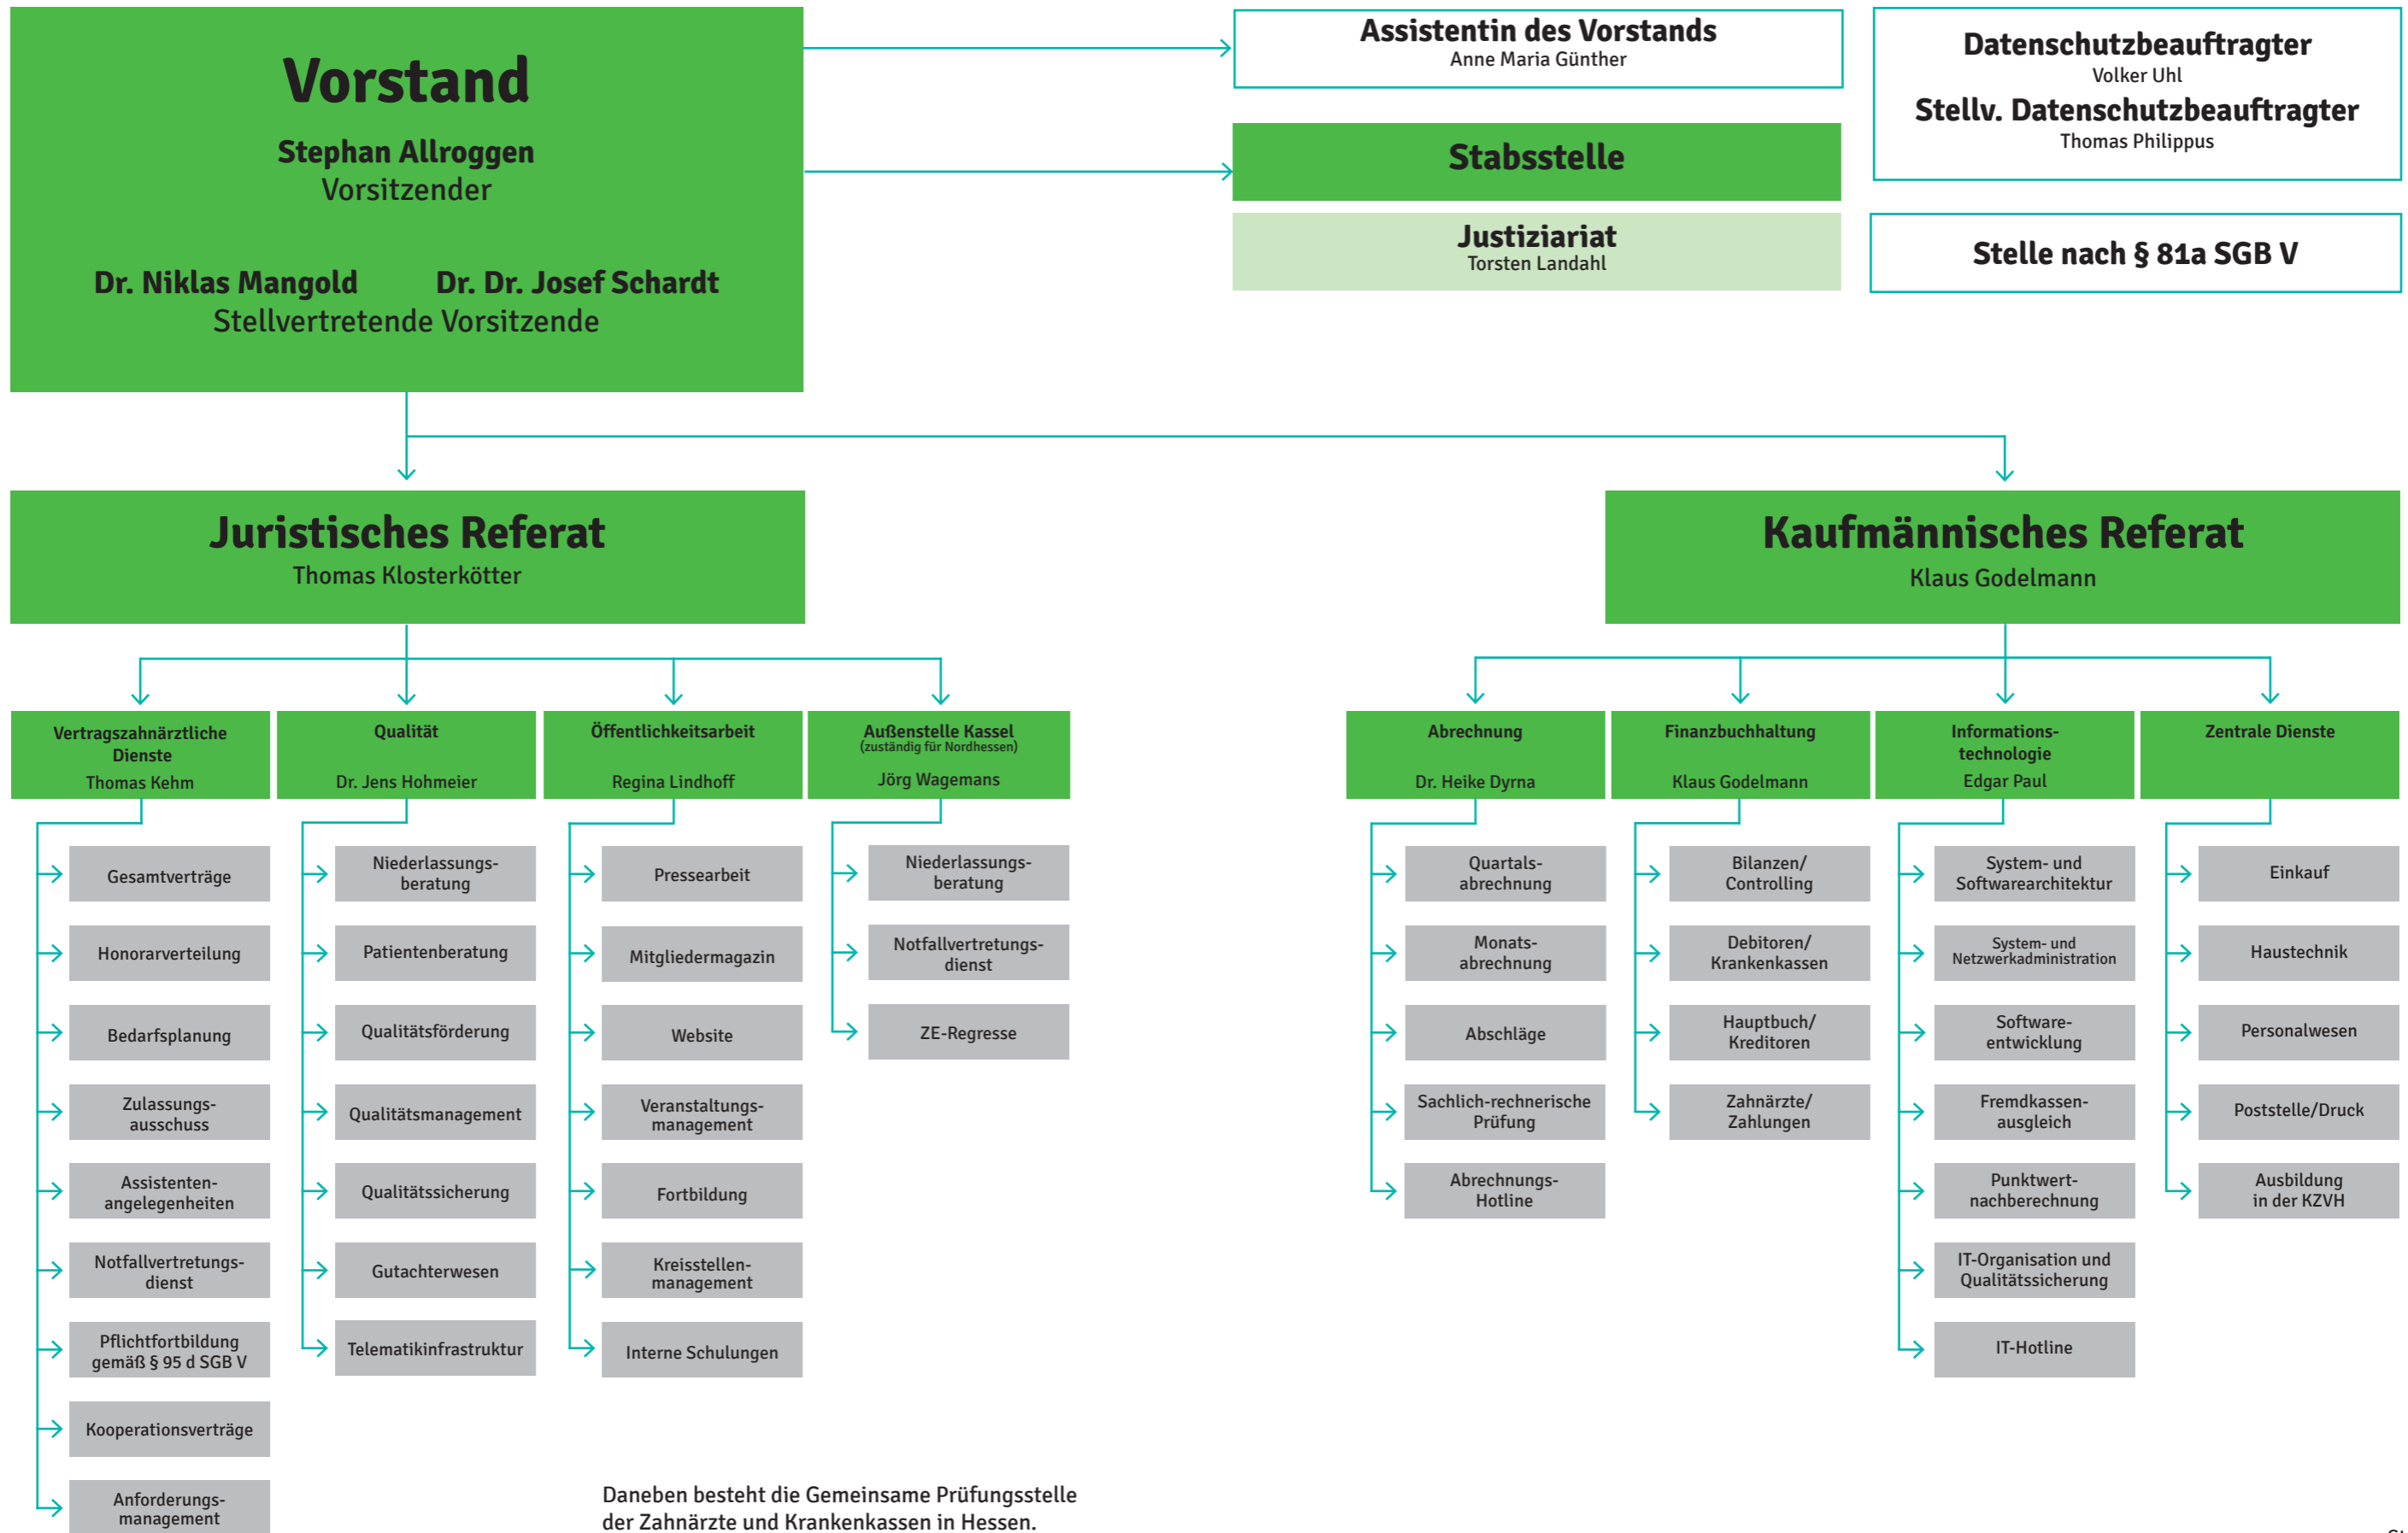 Vorstand
Stephan Allroggen
Vorsitzender
Dr. Niklas Mangold
Dr. Dr. Josef Schardt
Stellvertretende Vorsitzende
Assistentin des Vorstands
Anne Maria Günther
Stabsstelle
Justiziariat
Torsten Landahl
Datenschutzbeauftragter
Volker Uhl
Stellv. Datenschutzbeauftragter
Thomas Philippus
Stelle nach § 81a SGB V
Juristisches Referat
Thomas Klosterkötter
Kaufmännisches Referat
Klaus Godelmann
Vertragszahnärztliche
Dienste
Thomas Kehm
Gesamtverträge
Honorarverteilung
Bedarfsplanung
Zulassungs-
ausschuss
Assistenten-
angelegenheiten
Notfallvertretungs-
dienst
Pflichtfortbildung
gemäß § 95 d SGB V
Kooperationsverträge
Anforderungs-
management
Qualität
Dr. Jens Hohmeier
Niederlassungs-
beratung
Patientenberatung
Qualitätsförderung
Qualitätsmanagement
Qualitätssicherung
Gutachterwesen
Telematikinfrastruktur
Öffentlichkeitsarbeit
Regina Lindhoff
Pressearbeit
Mitgliedermagazin
Website
Veranstaltungs-
management
Fortbildung
Kreisstellen-
management
Interne Schulungen
Außenstelle Kassel
(zuständig für Nordhessen)
Jörg Wagemans
Niederlassungs-
beratung
Notfallvertretungs-
dienst
ZE-Regresse
Abrechnung
Dr. Heike Dyrna
Quartals-
abrechnung
Monats-
abrechnung
Abschläge
Sachlich-rechnerische
Prüfung
Abrechnungs-
Hotline
Finanzbuchhaltung
Klaus Godelmann
Bilanzen/
Controlling
Debitoren/
Krankenkassen
Hauptbuch/
Kreditoren
Zahnärzte/
Zahlungen
Informations-
technologie
Edgar Paul
System- und
Softwarearchitektur
System- und
Netzwerkadministration
Software-
entwicklung
Fremdkassen-
ausgleich
Punktwert-
nachberechnung
IT-Organisation und
Qualitätssicherung
IT-Hotline
Zentrale Dienste
Einkauf
Haustechnik
Personalwesen
Poststelle/Druck
Ausbildung
in der KZVH
Daneben besteht die Gemeinsame Prüfungsstelle
der Zahnärzte und Krankenkassen in Hessen.